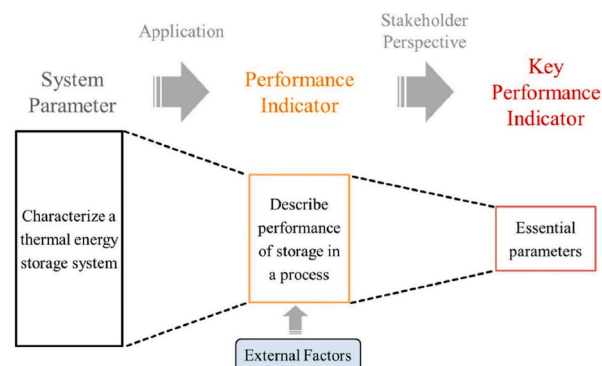 Application
Stakeholder
Perspective
System
Parameter
Performance
Indicator
Key
Performance
Indicator
Characterize a
thermal energy
storage system
Describe
performance
of storage in
a process
Essential
parameters
External Factors